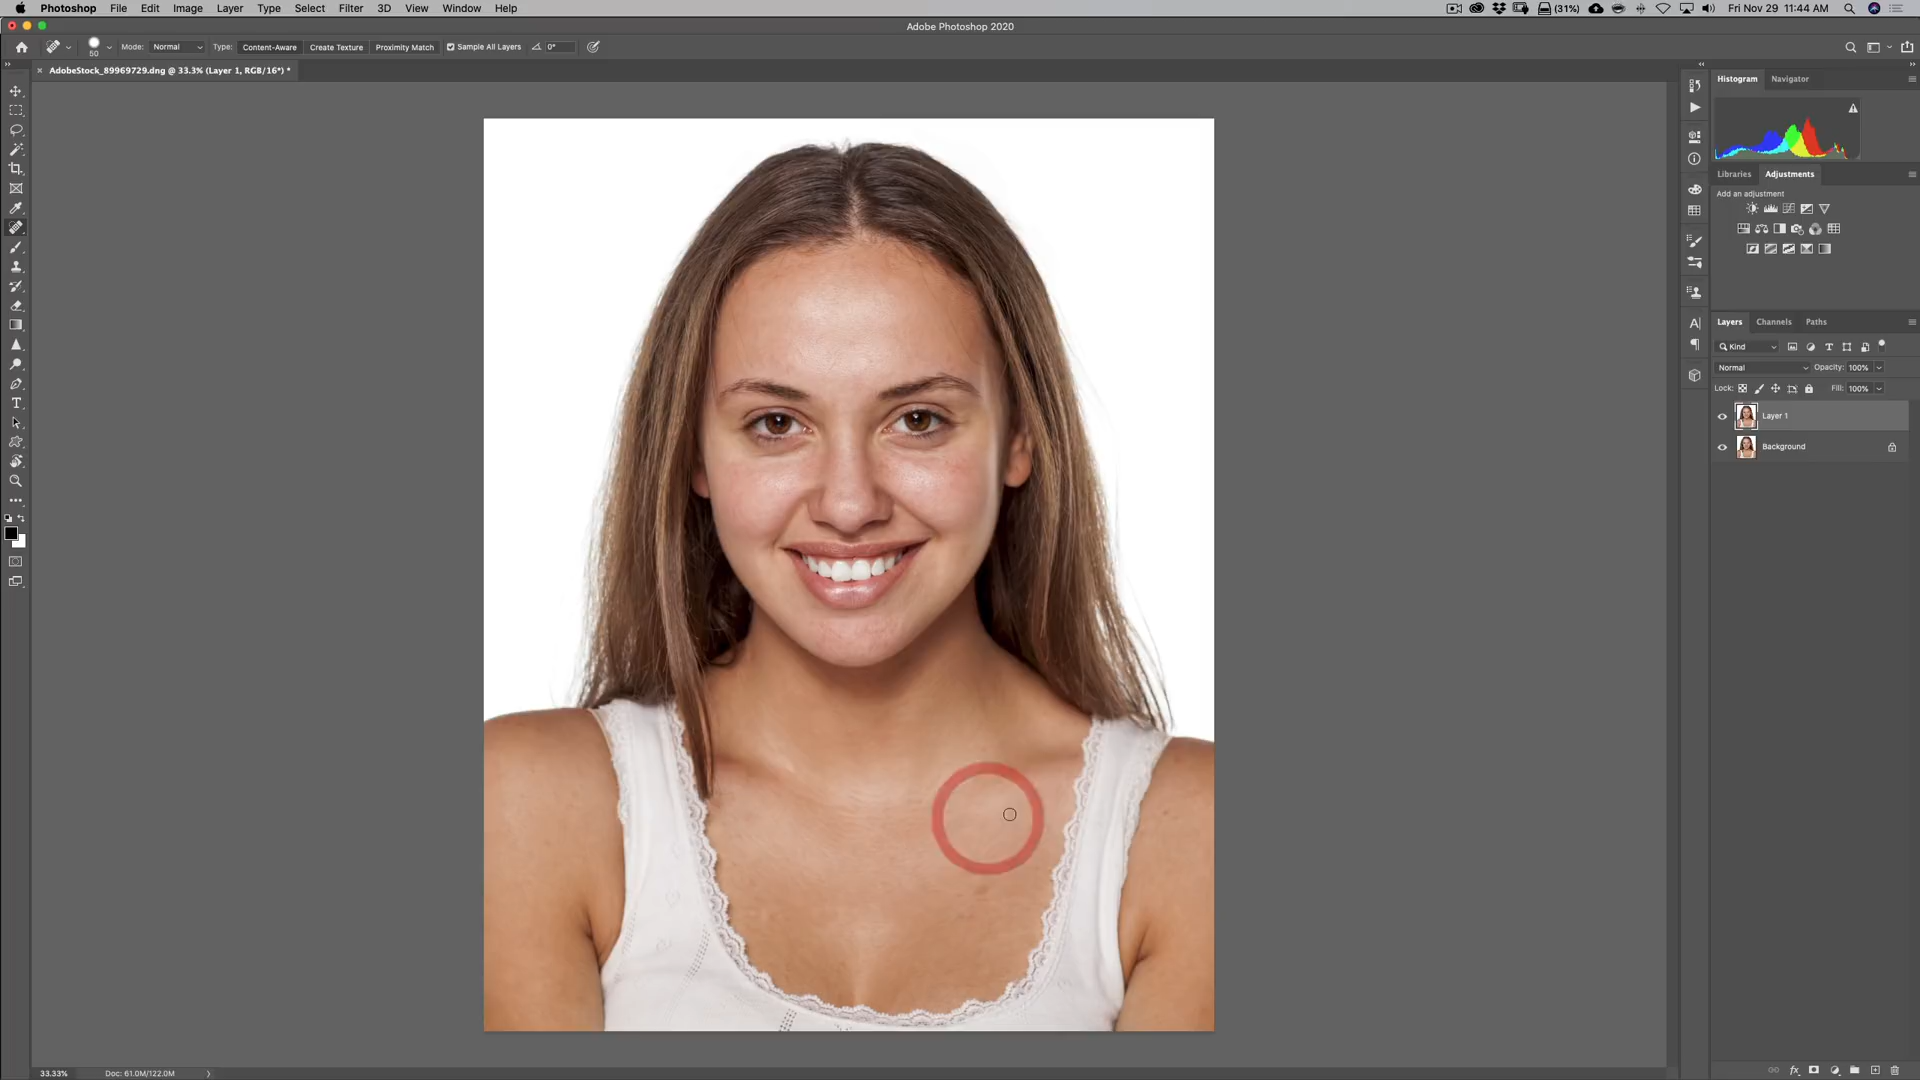 Photoshop File Edit Image Layer Type Select Filter 3D View Window Help (31%) Fri Nov 29 11:44 AM
Adobe Photoshop 2020
50 Mode: Normal Type: Content-Aware Create Texture Proximity Match Sample All Layers 0°
AdobeStock_89969729.dng @ 33.3% (Layer 1, RGB/16*) *
Histogram Navigator
Libraries Adjustments
Add an adjustment
Layers Channels Paths
Kind
Normal Opacity: 100%
Lock: Fill: 100%
Layer 1
Background
33.33% Doc: 61.0M/122.0M